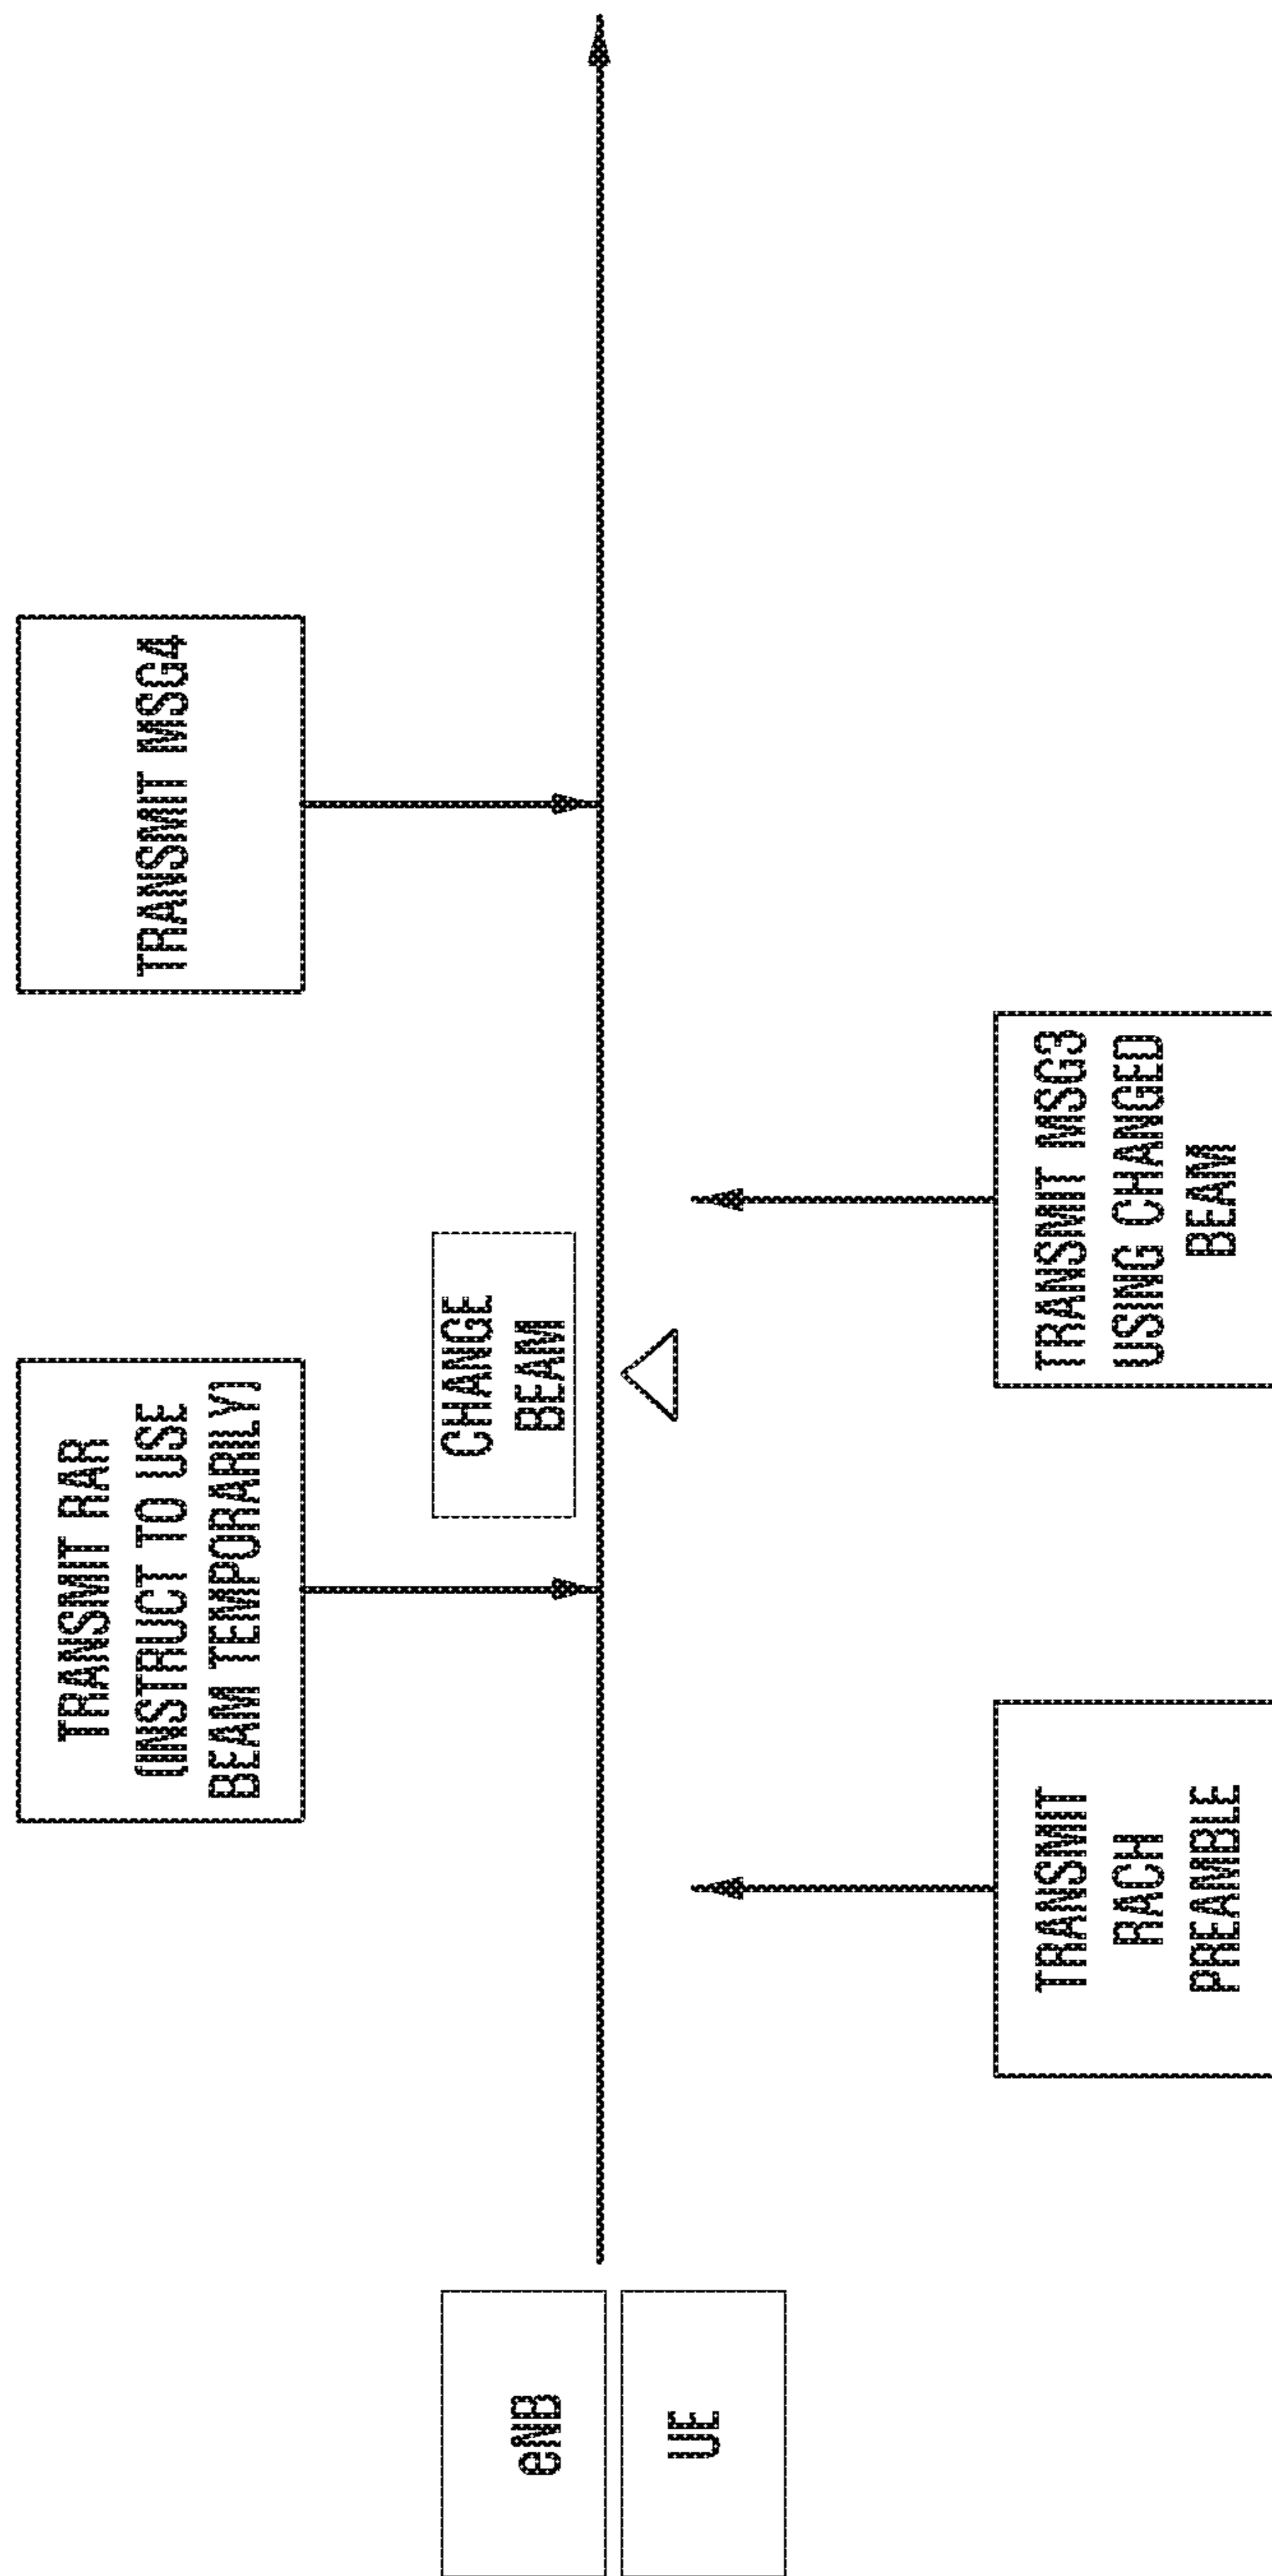 TRANSMIT RAR
(INSTRUCT TO USE
BEAM TEMPORARILY)
TRANSMIT MSG4
eNB
CHANGE
BEAM
UE
TRANSMIT
RACH
PREAMBLE
TRANSMIT MSG3
USING CHANGED
BEAM